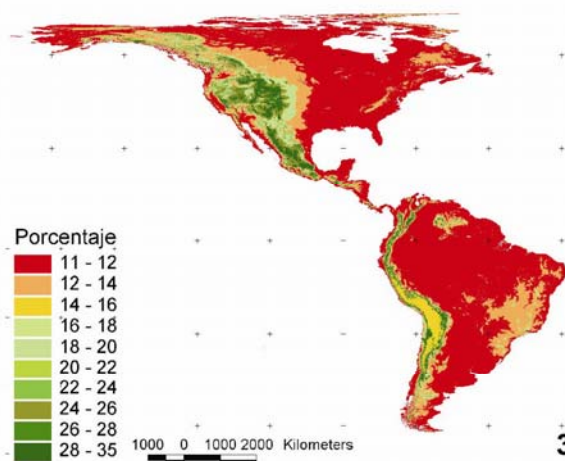 Porcentaje
11 - 12
12 - 14
14 - 16
16 - 18
18 - 20
20 - 22
22 - 24
24 - 26
26 - 28
28 - 35
1000 0 1000 2000 Kilometers
3